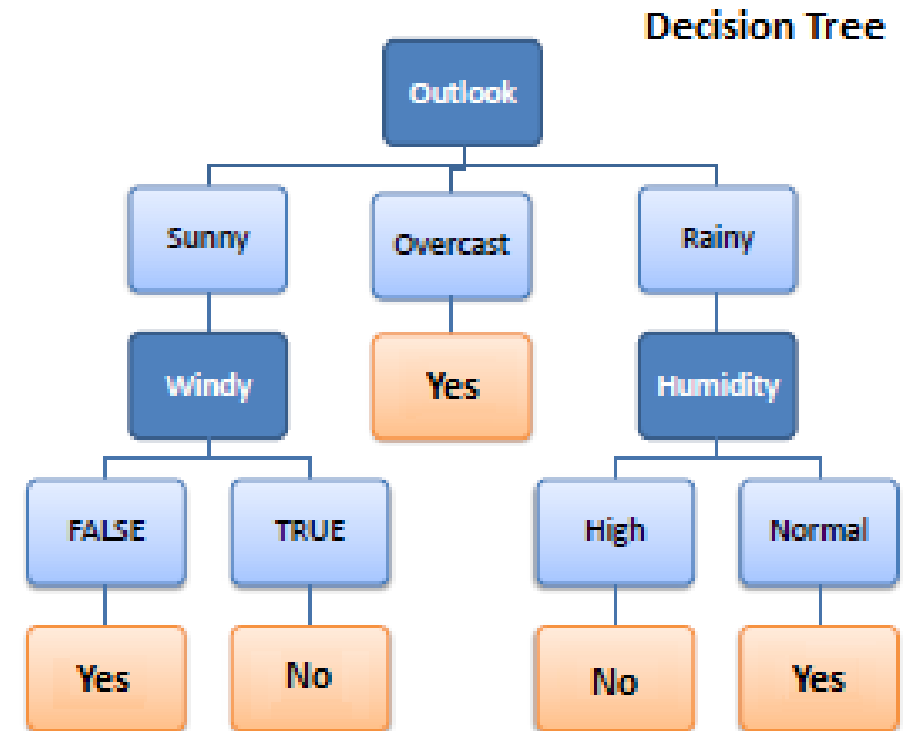 Decision Tree
Outlook
Sunny
Overcast
Rainy
Windy
Yes
Humidity
FALSE
TRUE
High
Normal
Yes
No
No
Yes